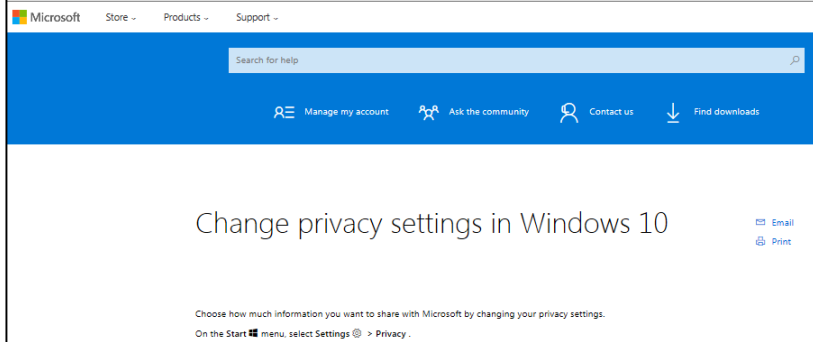 Microsoft Store Products Support
Search for help
Manage my account Ask the community Contact us Find downloads
Change privacy settings in Windows 10
Email
Print
Choose how much information you want to share with Microsoft by changing your privacy settings.
On the Start menu, select Settings > Privacy .